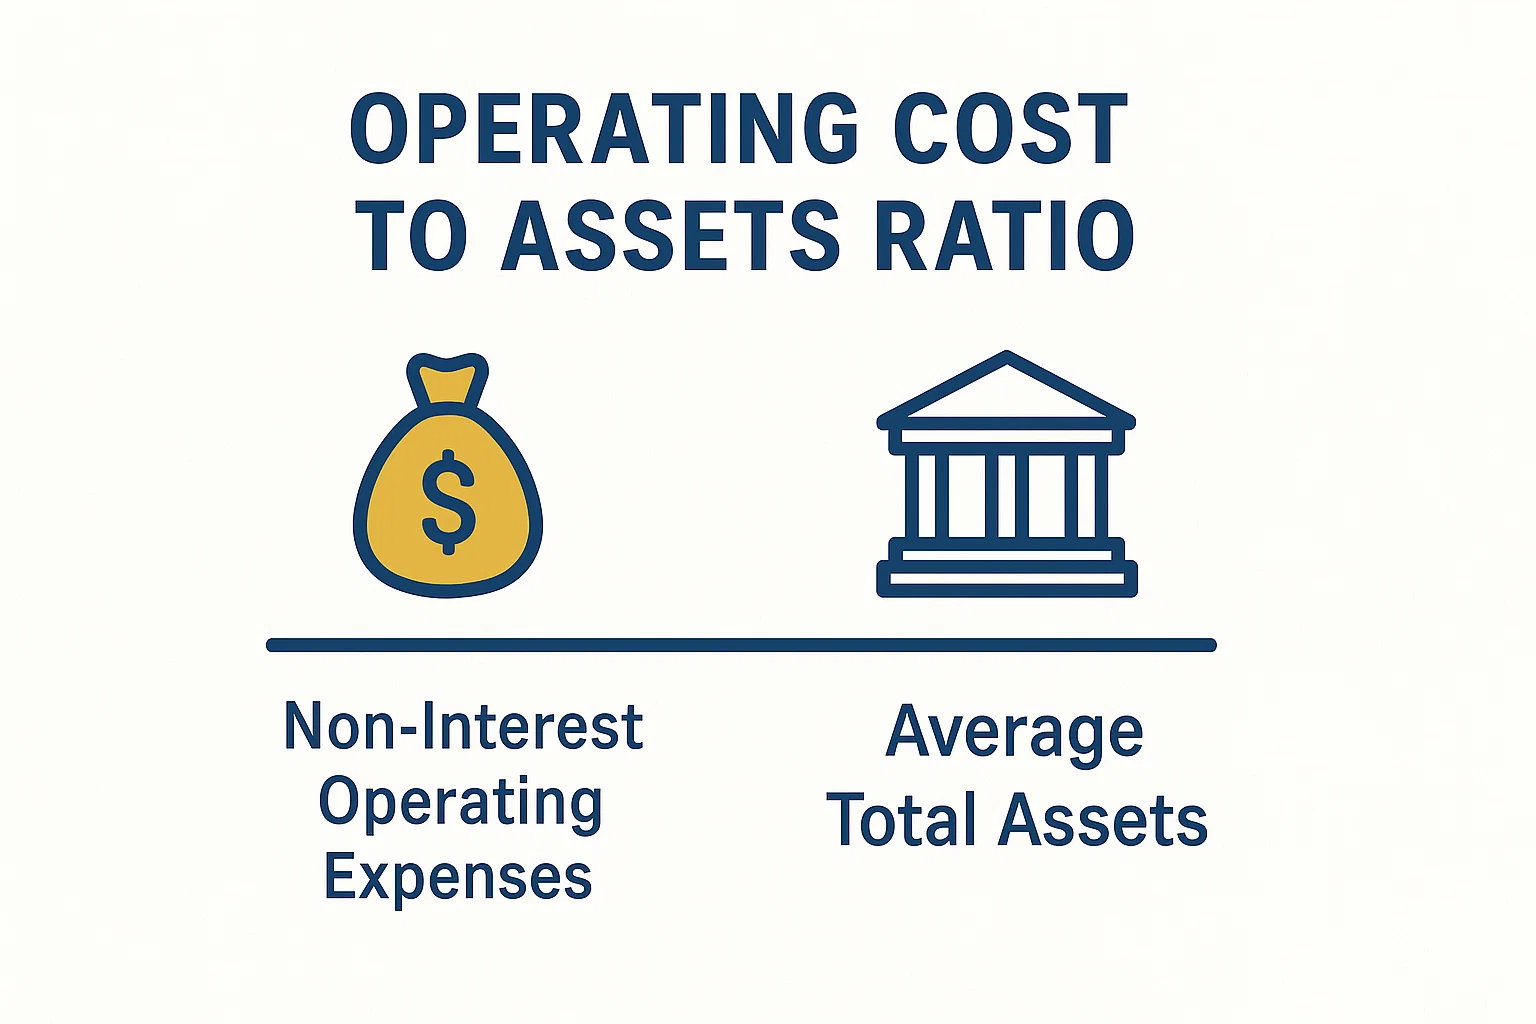 OPERATING COST
TO ASSETS RATIO
$
Non-Interest
Operating
Expenses
Average
Total Assets